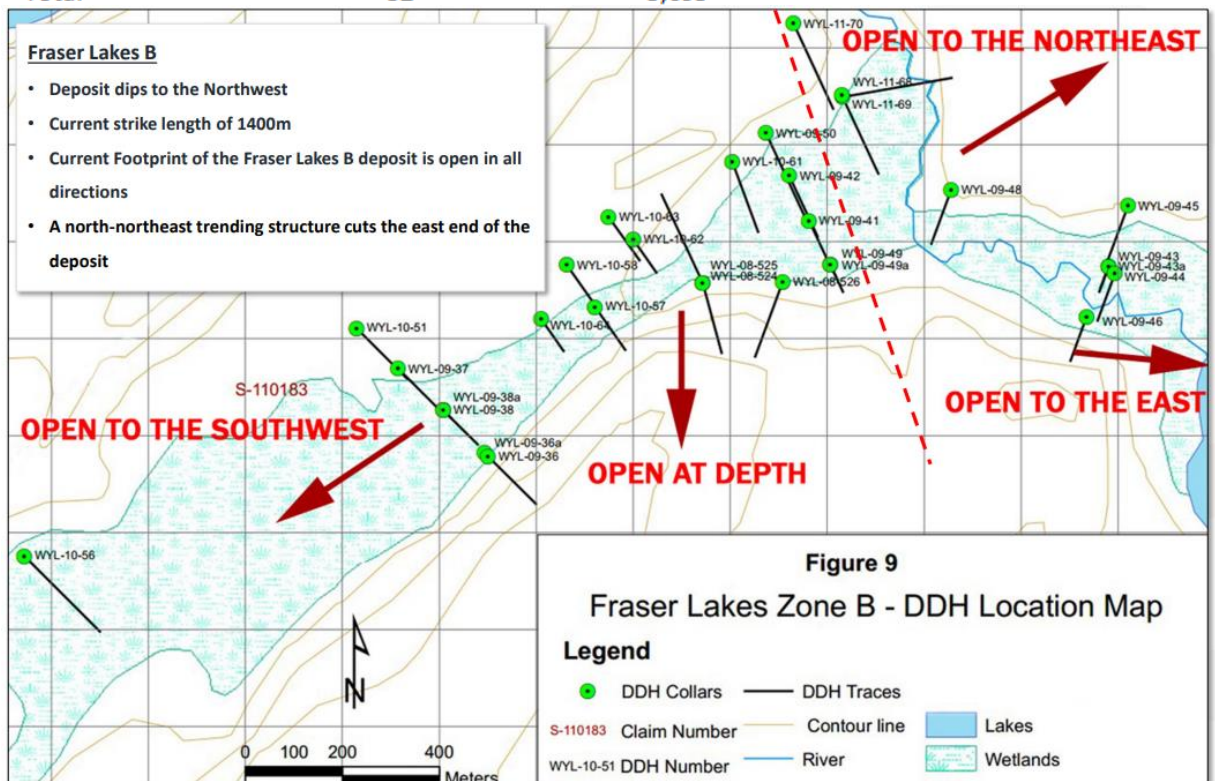 Fraser Lakes B
• Deposit dips to the Northwest
• Current strike length of 1400m
• Current Footprint of the Fraser Lakes B deposit is open in all
directions
• A north-northeast trending structure cuts the east end of the
deposit
WYL-11-70
OPEN TO THE NORTHEAST
WYL-11-68
WYL-11-69
WYL-09-50
WYL-10-61
WYL-09-42
WYL-09-48
WYL-09-45
WYL-10-63
WYL-09-41
WYL-10-62
WYL-09-49
WYL-09-49a
WYL-09-43
WYL-09-43a
WYL-09-44
WYL-10-58
WYL-08-525
WYL-08-524
WYL-08-526
WYL-10-57
WYL-10-64
WYL-09-46
WYL-10-51
WYL-09-37
S-110183
WYL-09-38a
WYL-09-38
OPEN TO THE EAST
OPEN TO THE SOUTHWEST
WYL-09-36a
WYL-09-36
OPEN AT DEPTH
WYL-10-56
N
0 100 200 400
Meters
Figure 9
Fraser Lakes Zone B - DDH Location Map
Legend
DDH Collars
DDH Traces
S-110183 Claim Number
Contour line
Lakes
WYL-10-51 DDH Number
River
Wetlands